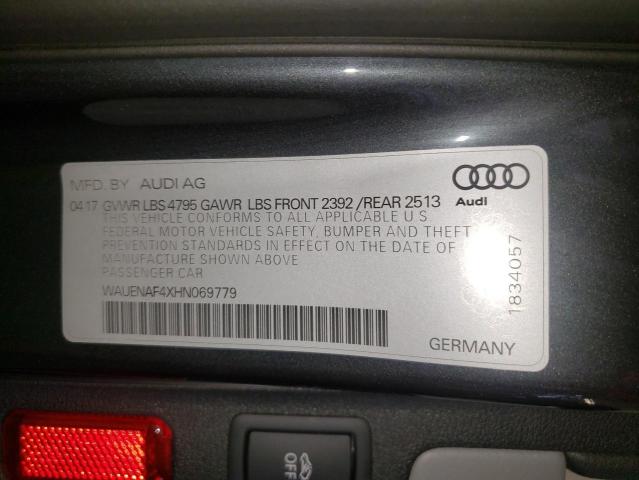 MFD. BY AUDI AG
04 17 GVWR LBS 4795 GAWR LBS FRONT 2392 /REAR 2513
THIS VEHICLE CONFORMS TO ALL APPLICABLE U.S
FEDERAL MOTOR VEHICLE SAFETY, BUMPER AND THEFT
PREVENTION STANDARDS IN EFFECT ON THE DATE OF
MANUFACTURE SHOWN ABOVE
PASSENGER CAR
WAUENAF4XHN069779
Audi
1834057
GERMANY
OFF